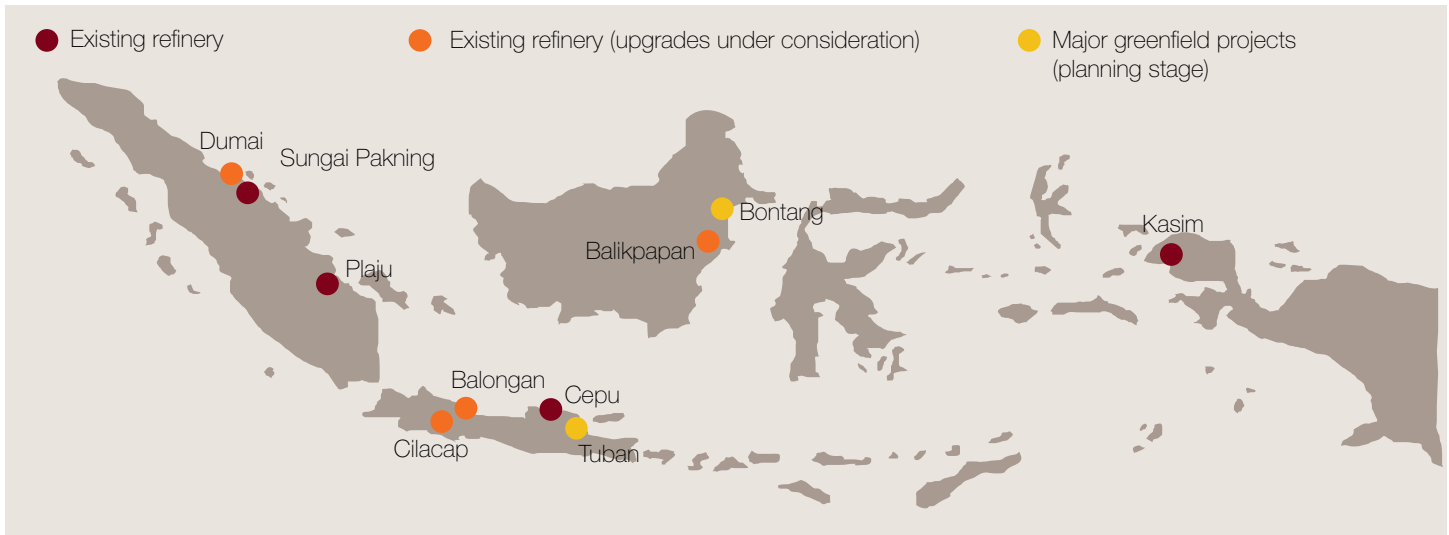 Existing refinery
Existing refinery (upgrades under consideration)
Major greenfield projects
(planning stage)
Dumai
Sungai Pakning
Plaju
Bontang
Balikpapan
Kasim
Balongan
Cepu
Cilacap
Tuban